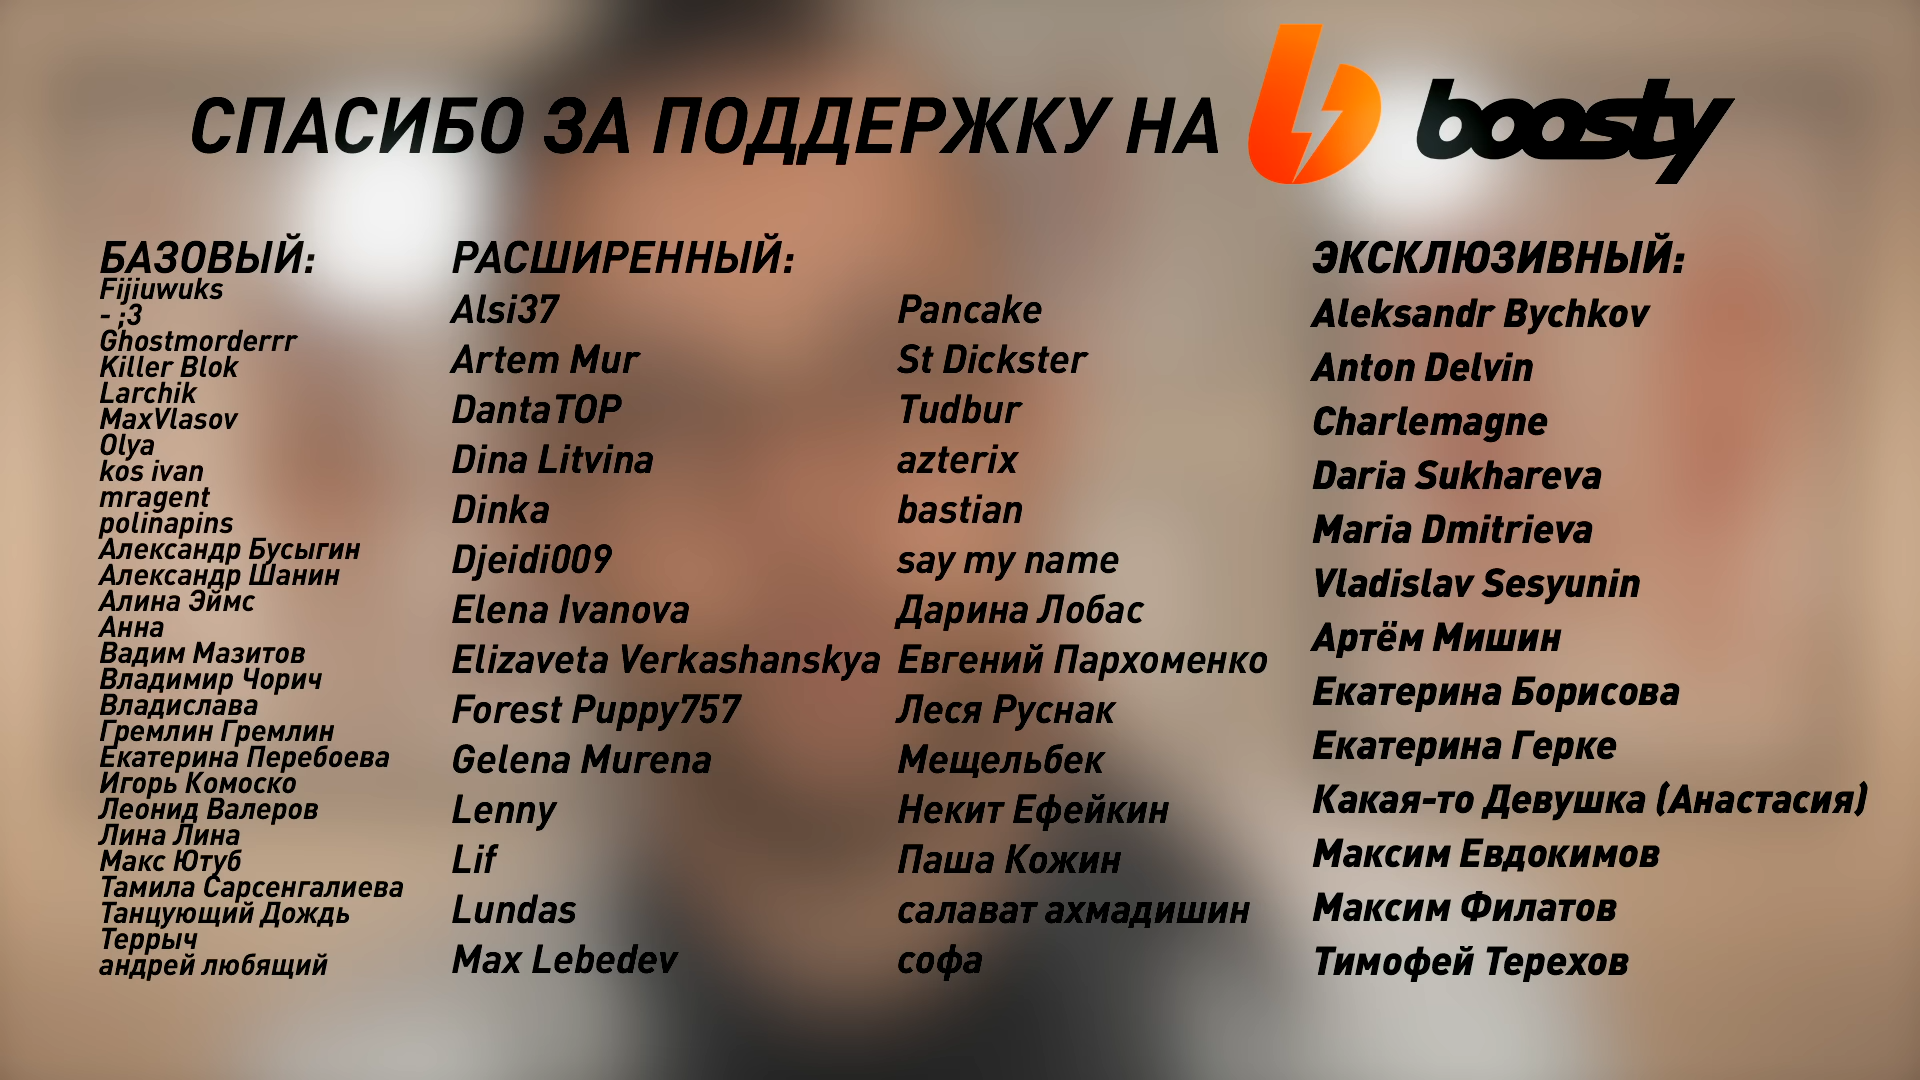 СПАСИБО ЗА ПОДДЕРЖКУ НА boosty
БАЗОВЫЙ:
Fijiuwuks
- ;3
Ghostmorderrr
Killer Blok
Larchik
MaxVlasov
Olya
kos ivan
mragent
polinapins
Александр Бусыгин
Александр Шанин
Алина Эймс
Анна
Вадим Мазитов
Владимир Чорич
Владислава
Гремлин Гремлин
Екатерина Перебоева
Игорь Комоско
Леонид Валеров
Лина Лина
Макс Ютуб
Тамила Сарсенгалиева
Танцующий Дождь
Террыч
андрей любящий
РАСШИРЕННЫЙ:
Alsi37
Artem Mur
DantaTOP
Dina Litvina
Dinka
Djeidi009
Elena Ivanova
Elizaveta Verkashanskya
Forest Puppy757
Gelena Murena
Lenny
Lif
Lundas
Max Lebedev
Pancake
St Dickster
Tudbur
azterix
bastian
say my name
Дарина Лобас
Евгений Пархоменко
Леся Руснак
Мещельбек
Некит Ефейкин
Паша Кожин
салават ахмадишин
софа
ЭКСКЛЮЗИВНЫЙ:
Aleksandr Bychkov
Anton Delvin
Charlemagne
Daria Sukhareva
Maria Dmitrieva
Vladislav Sesyunin
Артём Мишин
Екатерина Борисова
Екатерина Герке
Какая-то Девушка (Анастасия)
Максим Евдокимов
Максим Филатов
Тимофей Терехов